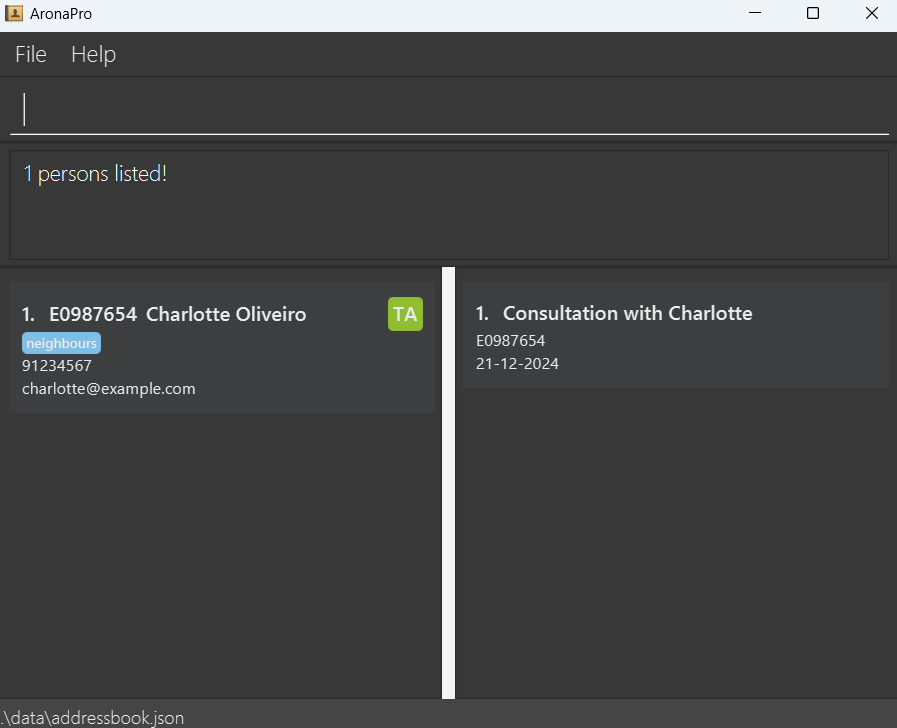 AronaPro
File Help
1 persons listed!
1. E0987654 Charlotte Oliveiro TA
neighbours
91234567
charlotte@example.com
1. Consultation with Charlotte
E0987654
21-12-2024
.\data\addressbook.json